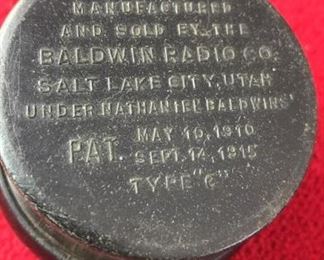 MANUFACTURED
AND SOLD BY THE
BALDWIN RADIO CO.
SALT LAKE CITY, UTAH
UNDER NATHANIEL BALDWINS'
PAT. MAY 10, 1910
SEPT. 14, 1915
TYPE "C"